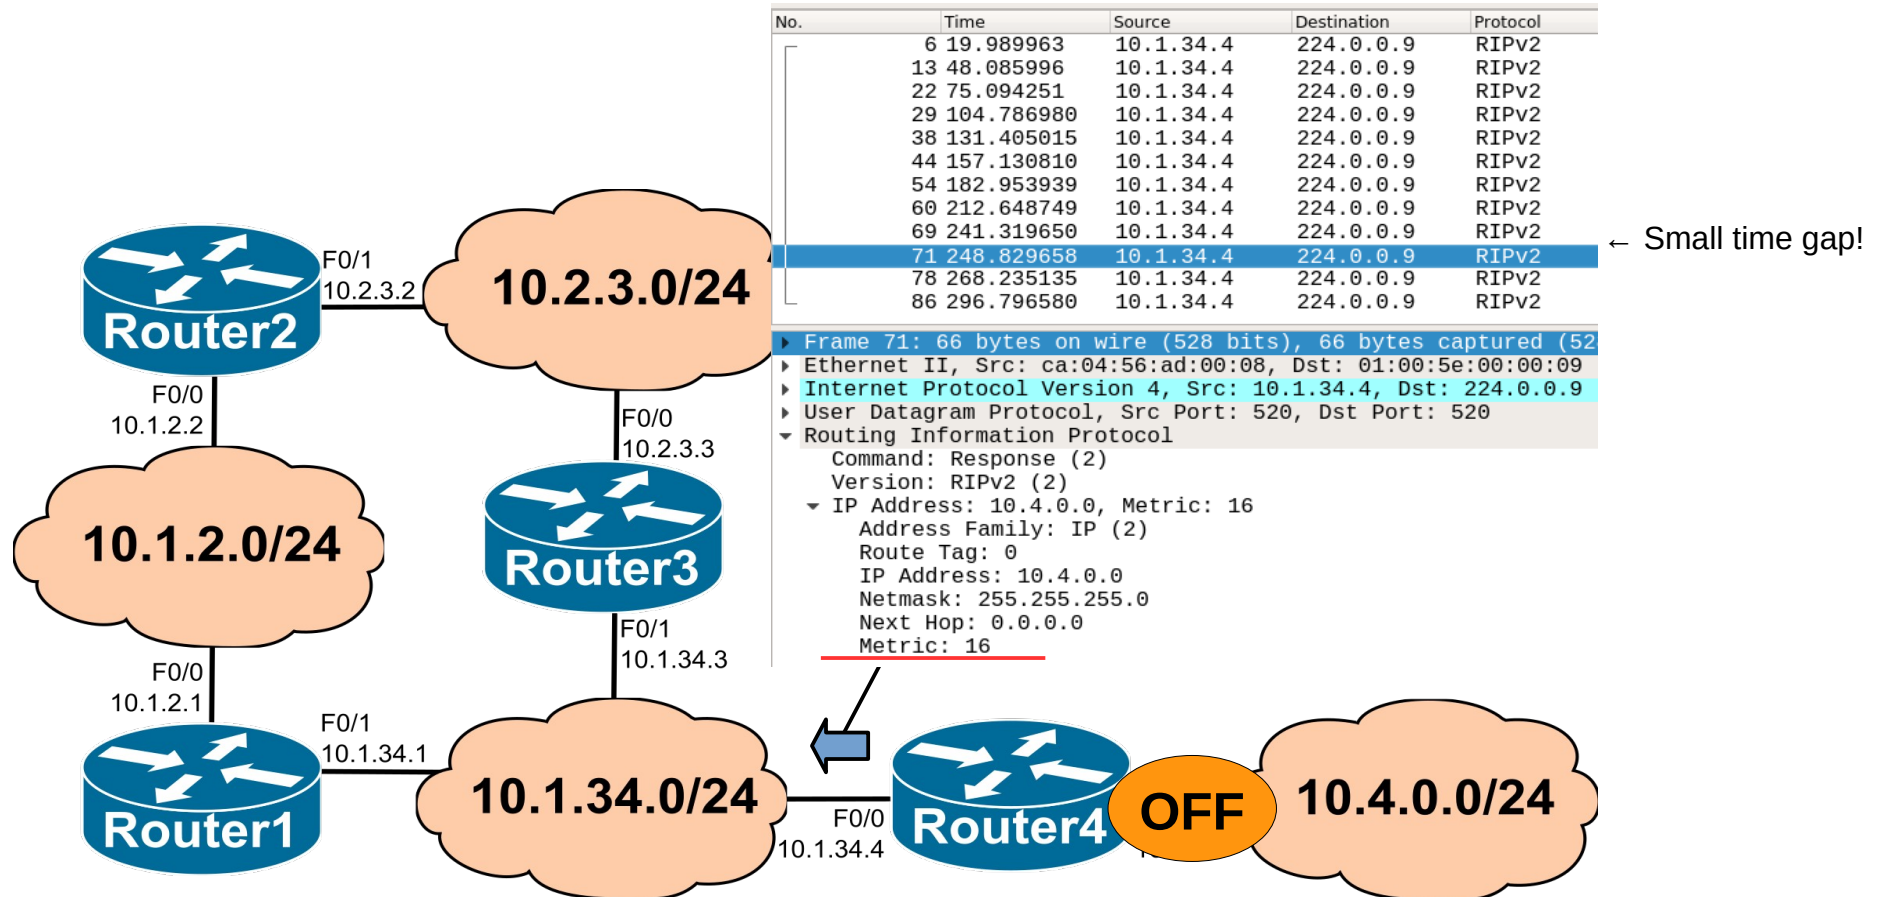 No. Time Source Destination Protocol
6 19.989963 10.1.34.4 224.0.0.9 RIPv2
13 48.085996 10.1.34.4 224.0.0.9 RIPv2
22 75.094251 10.1.34.4 224.0.0.9 RIPv2
29 104.786980 10.1.34.4 224.0.0.9 RIPv2
38 131.405015 10.1.34.4 224.0.0.9 RIPv2
44 157.130810 10.1.34.4 224.0.0.9 RIPv2
54 182.953939 10.1.34.4 224.0.0.9 RIPv2
60 212.648749 10.1.34.4 224.0.0.9 RIPv2
69 241.319650 10.1.34.4 224.0.0.9 RIPv2
71 248.829658 10.1.34.4 224.0.0.9 RIPv2
78 268.235135 10.1.34.4 224.0.0.9 RIPv2
86 296.796580 10.1.34.4 224.0.0.9 RIPv2
← Small time gap!
Frame 71: 66 bytes on wire (528 bits), 66 bytes captured (52
Ethernet II, Src: ca:04:56:ad:00:08, Dst: 01:00:5e:00:00:09
Internet Protocol Version 4, Src: 10.1.34.4, Dst: 224.0.0.9
User Datagram Protocol, Src Port: 520, Dst Port: 520
Routing Information Protocol
Command: Response (2)
Version: RIPv2 (2)
IP Address: 10.4.0.0, Metric: 16
Address Family: IP (2)
Route Tag: 0
IP Address: 10.4.0.0
Netmask: 255.255.255.0
Next Hop: 0.0.0.0
Metric: 16
F0/1
10.2.3.2
10.2.3.0/24
Router2
F0/0
10.1.2.2
F0/0
10.2.3.3
10.1.2.0/24
Router3
F0/1
10.1.34.3
F0/0
10.1.2.1
F0/1
10.1.34.1
Router1
10.1.34.0/24
F0/0
10.1.34.4
Router4
OFF
10.4.0.0/24